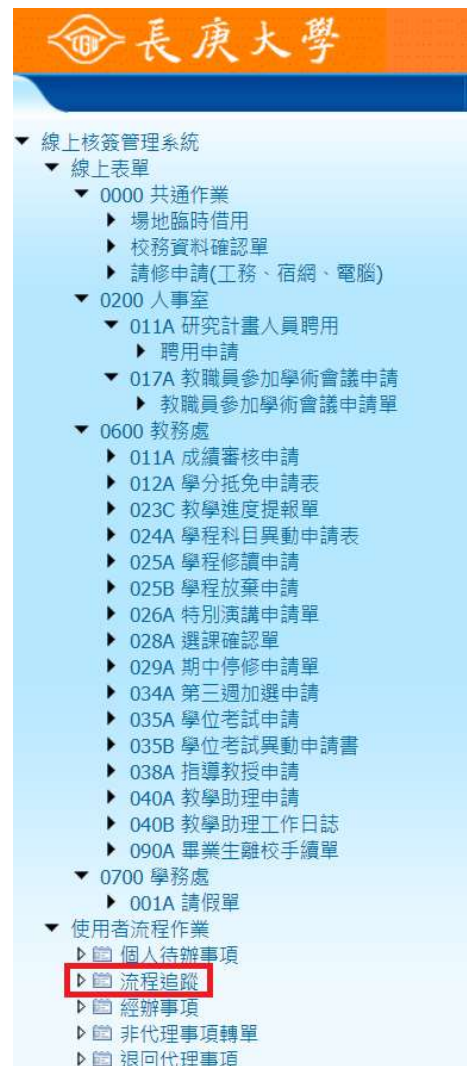 長庚大學
線上核簽管理系統
線上表單
0000 共通作業
場地臨時借用
校務資料確認單
請修申請(工務、宿網、電腦)
0200 人事室
011A 研究計畫人員聘用
聘用申請
017A 教職員參加學術會議申請
教職員參加學術會議申請單
0600 教務處
011A 成績審核申請
012A 學分抵免申請表
023C 教學進度提報單
024A 學程科目異動申請表
025A 學程修讀申請
025B 學程放棄申請
026A 特別演講申請單
028A 選課確認單
029A 期中停修申請單
034A 第三週加選申請
035A 學位考試申請
035B 學位考試異動申請書
038A 指導教授申請
040A 教學助理申請
040B 教學助理工作日誌
090A 畢業生離校手續單
0700 學務處
001A 請假單
使用者流程作業
個人待辦事項
流程追蹤
經辦事項
非代理事項轉單
退回代理事項